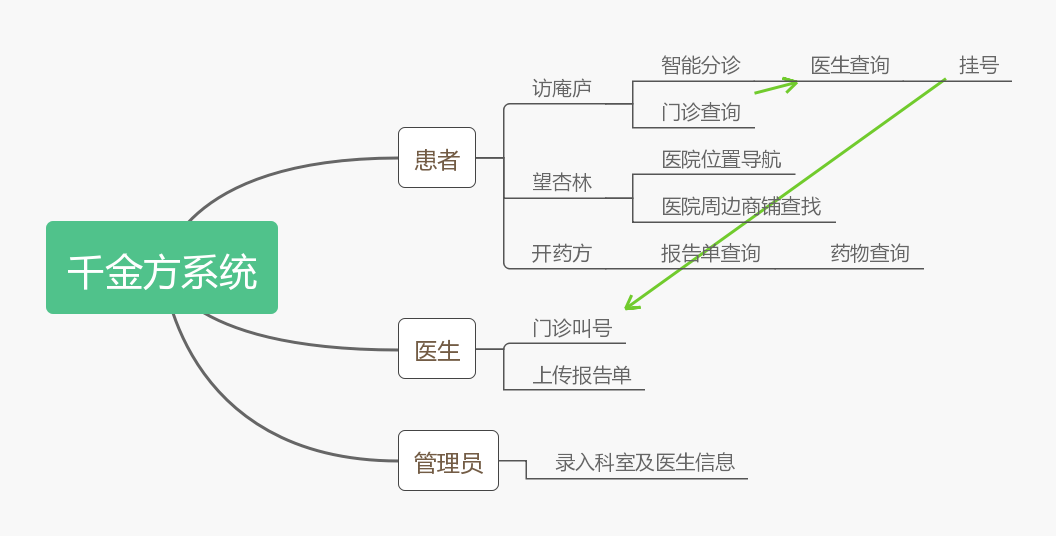 千金方系统
患者
访庵庐
智能分诊
医生查询
挂号
门诊查询
望杏林
医院位置导航
医院周边商铺查找
开药方
报告单查询
药物查询
医生
门诊叫号
上传报告单
管理员
录入科室及医生信息